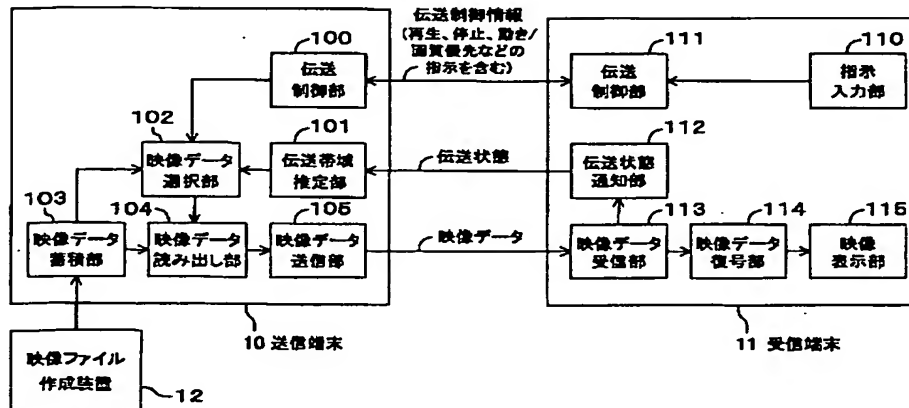 伝送制御情報
(再生、停止、動き/
画質優先などの
指示を含む)
100
伝送
制御部
111
伝送
制御部
110
指示
入力部
102
映像データ
選択部
101
伝送帯域
推定部
伝送状態
112
伝送状態
通知部
103
映像データ
蓄積部
104
映像データ
読み出し部
105
映像データ
送信部
映像データ
113
映像データ
受信部
114
映像データ
復号部
115
映像
表示部
10 送信端末
11 受信端末
映像ファイル
作成装置
12